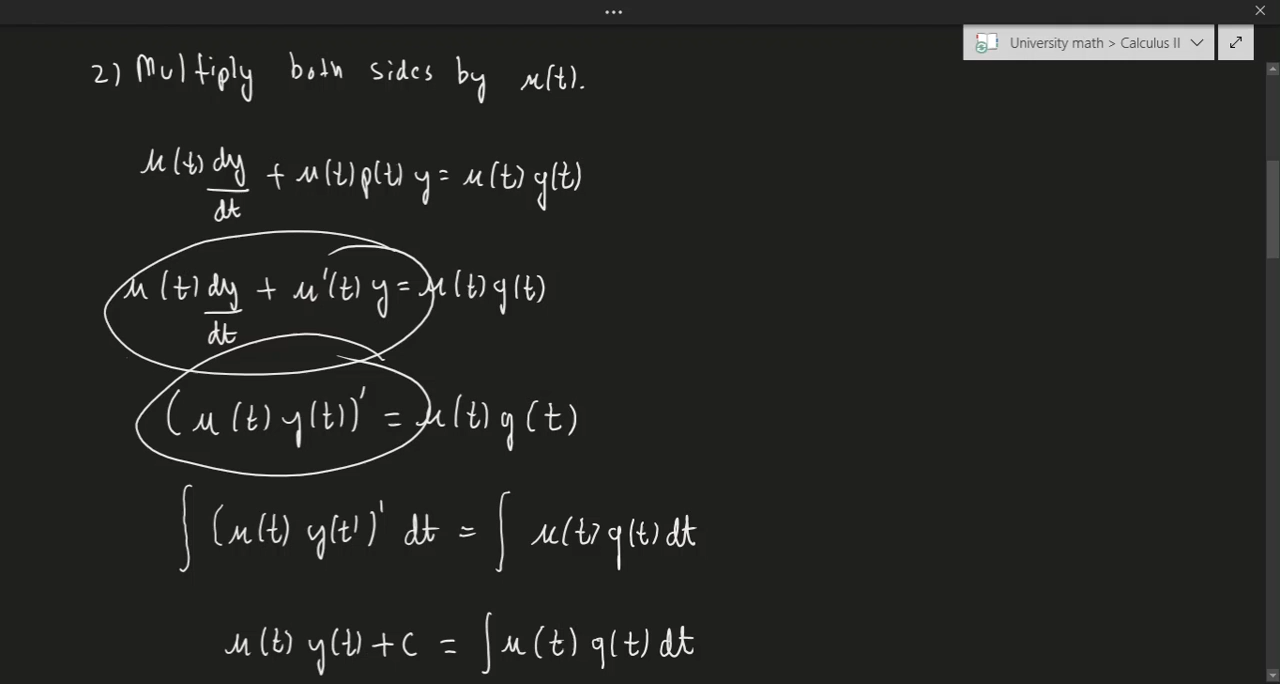 University math > Calculus II
2) Multiply both sides by μ(t).
μ(t) dy/dt + μ(t) p(t) y = μ(t) g(t)
μ(t) dy/dt + μ'(t) y = μ(t) g(t)
(μ(t) y(t))' = μ(t) g(t)
∫ (μ(t) y(t))' dt = ∫ μ(t) g(t) dt
μ(t) y(t) + c = ∫ μ(t) g(t) dt